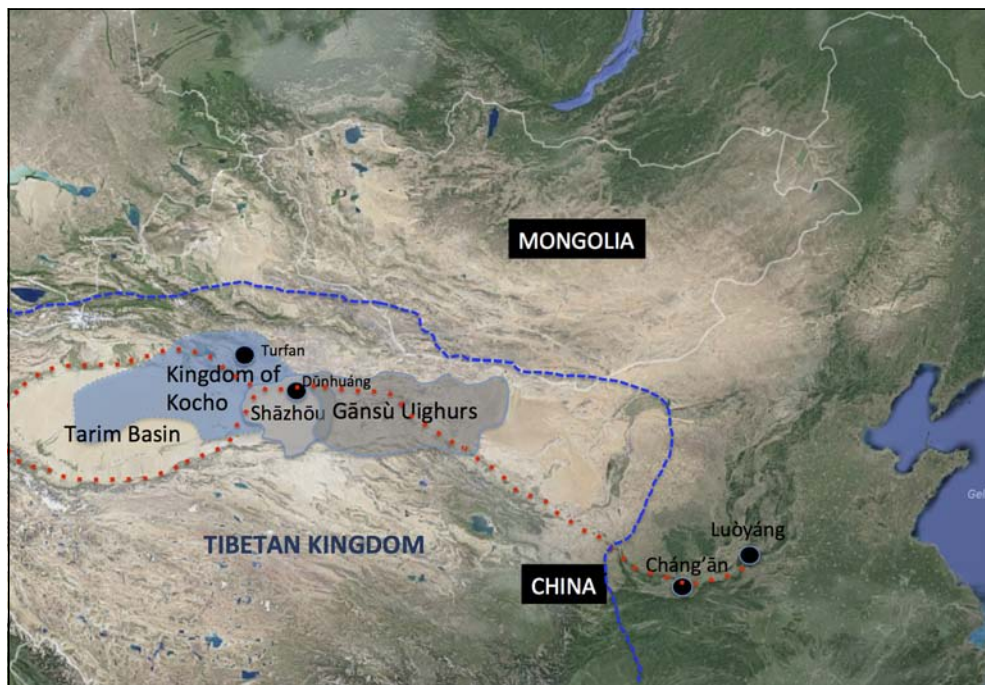 MONGOLIA
Turfan
Kingdom of
Kocho
Dūnhuáng
Shāzhōu
Gānsù Uighurs
Tarim Basin
Luòyáng
TIBETAN KINGDOM
Cháng'ān
CHINA